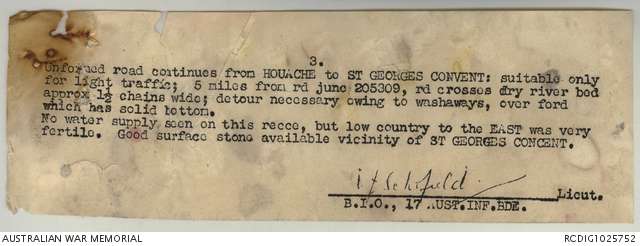 3.
Unformed road continues from HOUACHE to ST GEORGES CONVENT: suitable only
for light traffic; 5 miles from rd junc 205309, rd crosses dry river bed
approx 1½ chains wide; detour necessary owing to washaways, over ford
which has solid bottom.
No water supply seen on this recce, but low country to the EAST was very
fertile. Good surface stone available vicinity of ST GEORGES CONCENT.
Lieut.
B.I.O., 17 AUST.INF.BDE.
AUSTRALIAN WAR MEMORIAL
RCDIG1025752